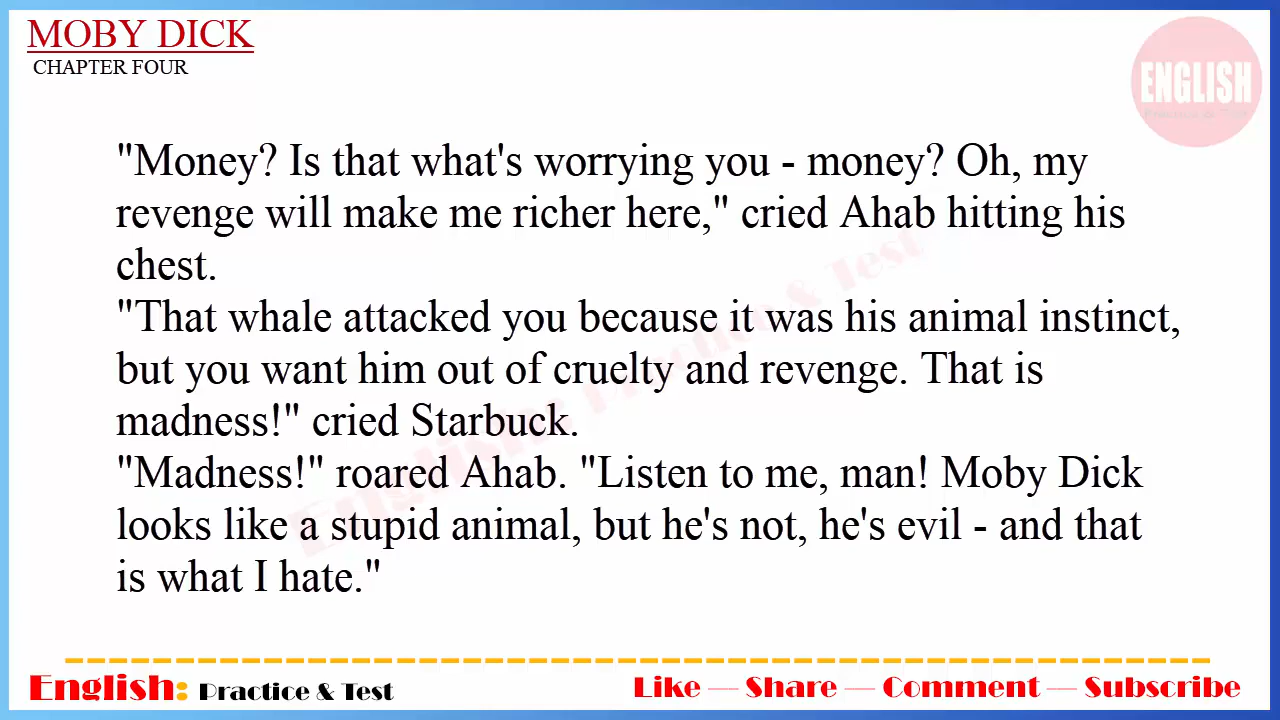 MOBY DICK
CHAPTER FOUR
ENGLISH
Practice & Test
"Money? Is that what's worrying you - money? Oh, my
revenge will make me richer here," cried Ahab hitting his
chest.
"That whale attacked you because it was his animal instinct,
but you want him out of cruelty and revenge. That is
madness!" cried Starbuck.
"Madness!" roared Ahab. "Listen to me, man! Moby Dick
looks like a stupid animal, but he's not, he's evil - and that
is what I hate."
English: Practice & Test
Like — Share — Comment — Subscribe